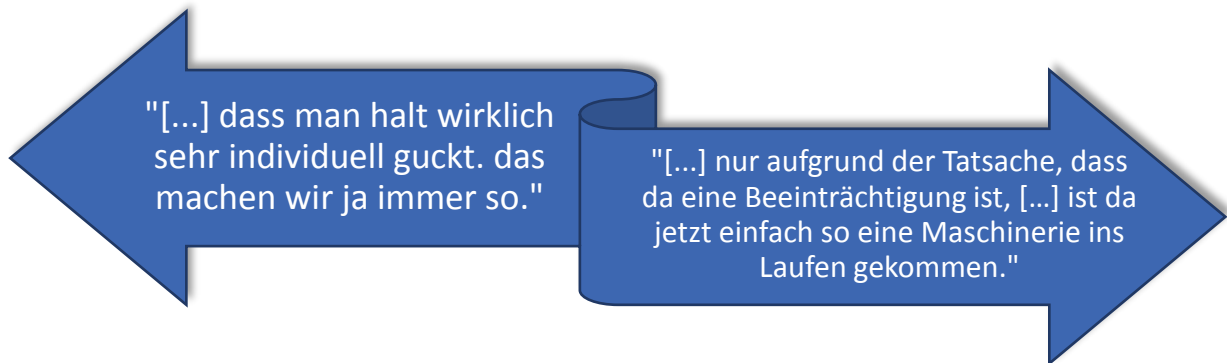 "[...] dass man halt wirklich
sehr individuell guckt. das
machen wir ja immer so."
"[...] nur aufgrund der Tatsache, dass
da eine Beeinträchtigung ist, […] ist da
jetzt einfach so eine Maschinerie ins
Laufen gekommen."